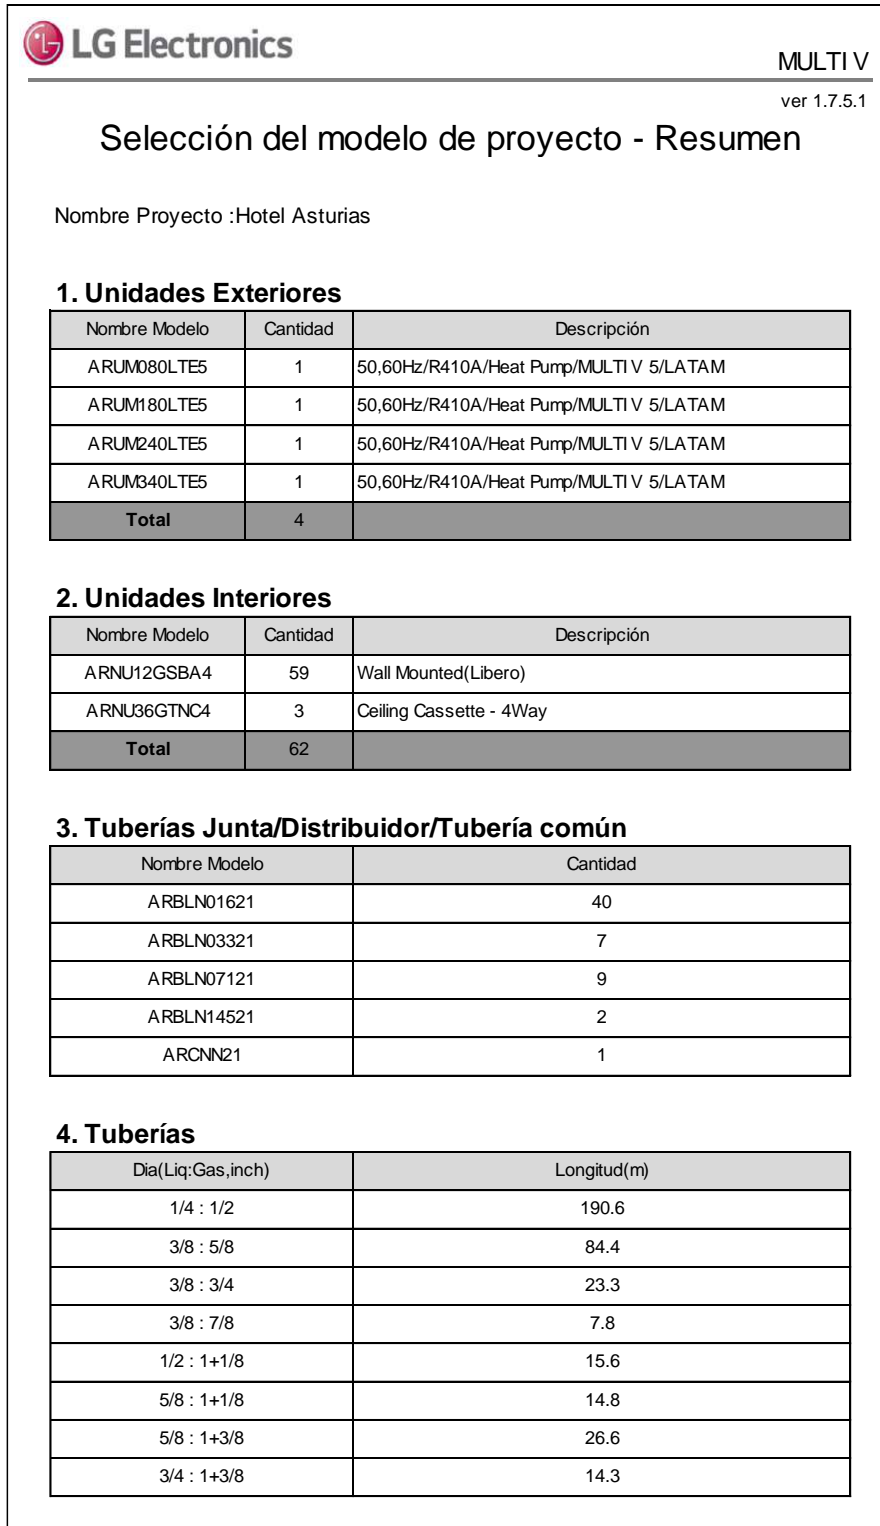 LG Electronics
MULTI V
ver 1.7.5.1
Selección del modelo de proyecto - Resumen
Nombre Proyecto :Hotel Asturias
1. Unidades Exteriores
Nombre Modelo Cantidad Descripción
ARUM080LTE5 1 50,60Hz/R410A/Heat Pump/MULTI V 5/LATAM
ARUM180LTE5 1 50,60Hz/R410A/Heat Pump/MULTI V 5/LATAM
ARUM240LTE5 1 50,60Hz/R410A/Heat Pump/MULTI V 5/LATAM
ARUM340LTE5 1 50,60Hz/R410A/Heat Pump/MULTI V 5/LATAM
Total 4
2. Unidades Interiores
Nombre Modelo Cantidad Descripción
ARNU12GSBA4 59 Wall Mounted(Libero)
ARNU36GTNC4 3 Ceiling Cassette - 4Way
Total 62
3. Tuberías Junta/Distribuidor/Tubería común
Nombre Modelo Cantidad
ARBLN01621 40
ARBLN03321 7
ARBLN07121 9
ARBLN14521 2
ARCNN21 1
4. Tuberías
Dia(Liq:Gas,inch) Longitud(m)
1/4 : 1/2 190.6
3/8 : 5/8 84.4
3/8 : 3/4 23.3
3/8 : 7/8 7.8
1/2 : 1+1/8 15.6
5/8 : 1+1/8 14.8
5/8 : 1+3/8 26.6
3/4 : 1+3/8 14.3